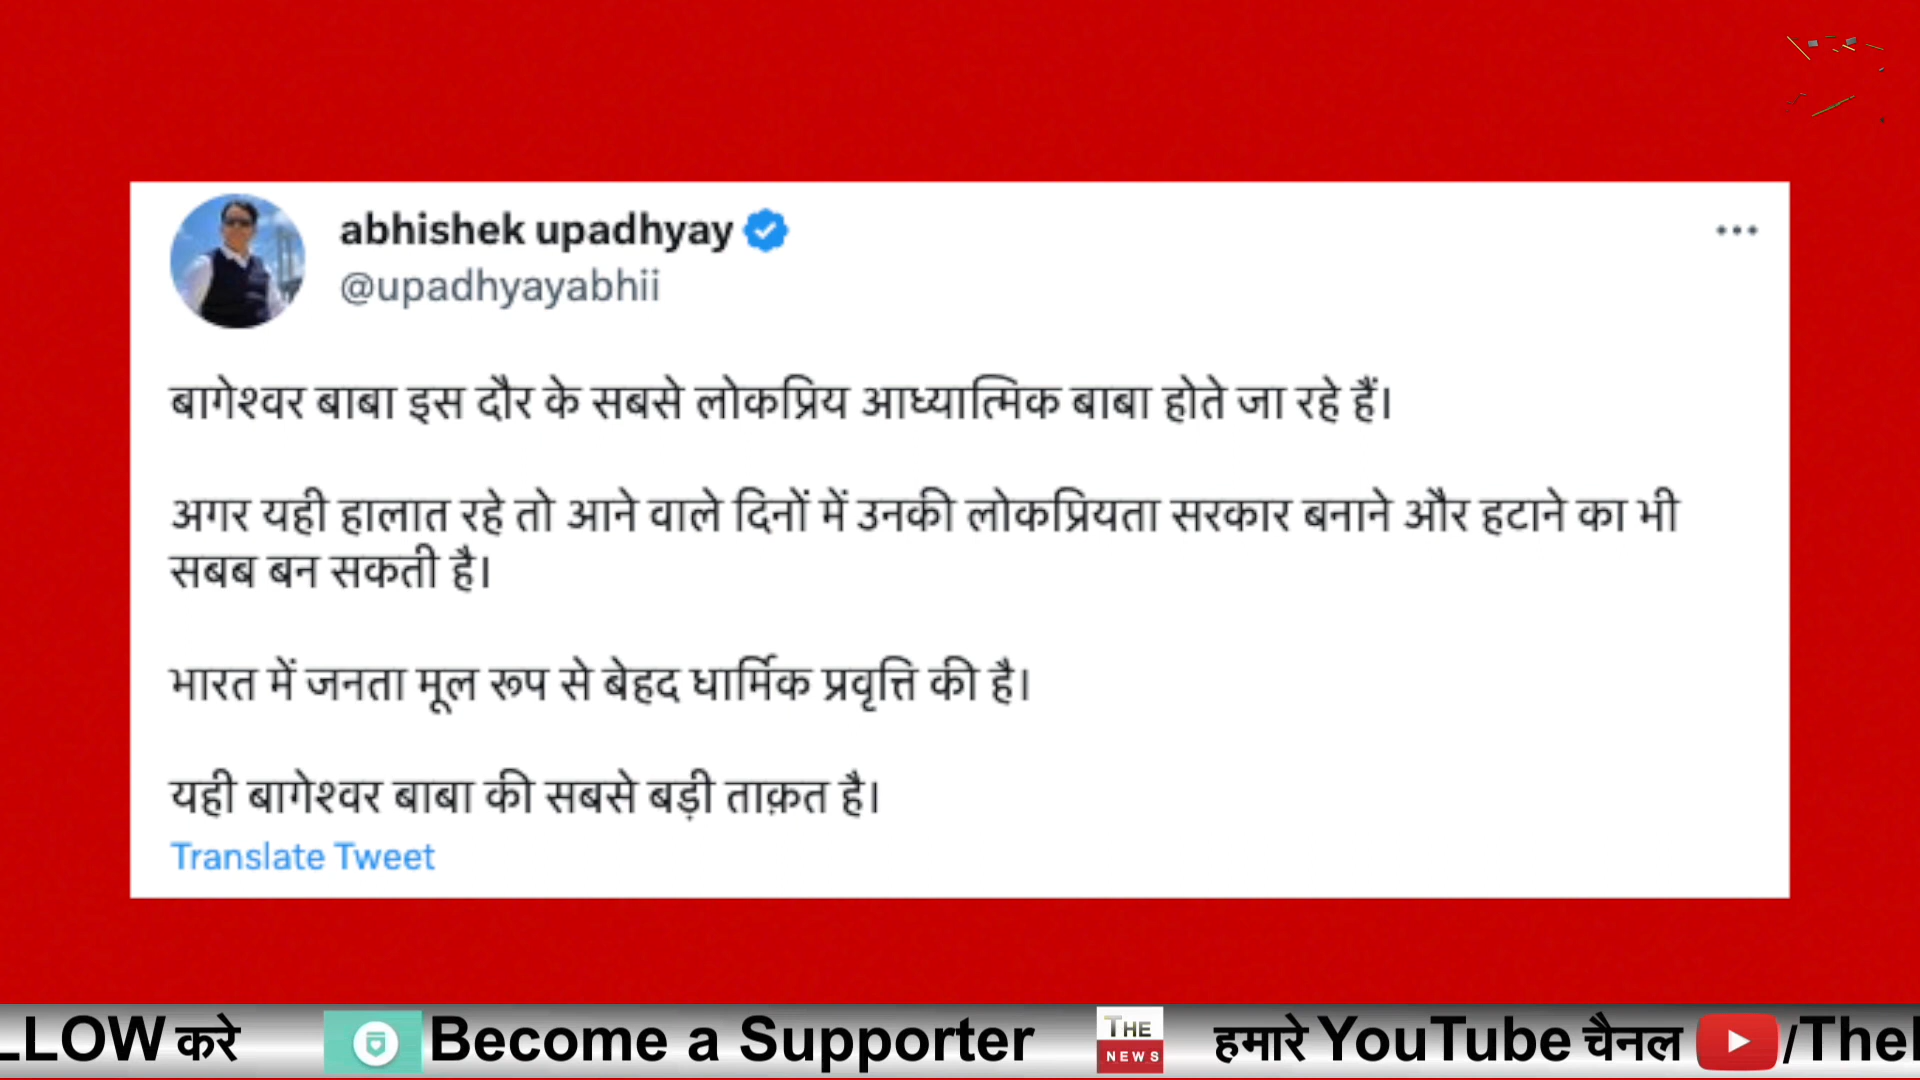 abhishek upadhyay
@upadhyayabhii
बागेश्वर बाबा इस दौर के सबसे लोकप्रिय आध्यात्मिक बाबा होते जा रहे हैं।
अगर यही हालात रहे तो आने वाले दिनों में उनकी लोकप्रियता सरकार बनाने और हटाने का भी
सबब बन सकती है।
भारत में जनता मूल रूप से बेहद धार्मिक प्रवृत्ति की है।
यही बागेश्वर बाबा की सबसे बड़ी ताक़त है।
Translate Tweet
LLOW करे Become a Supporter THE NEWS हमारे YouTube चैनल /The